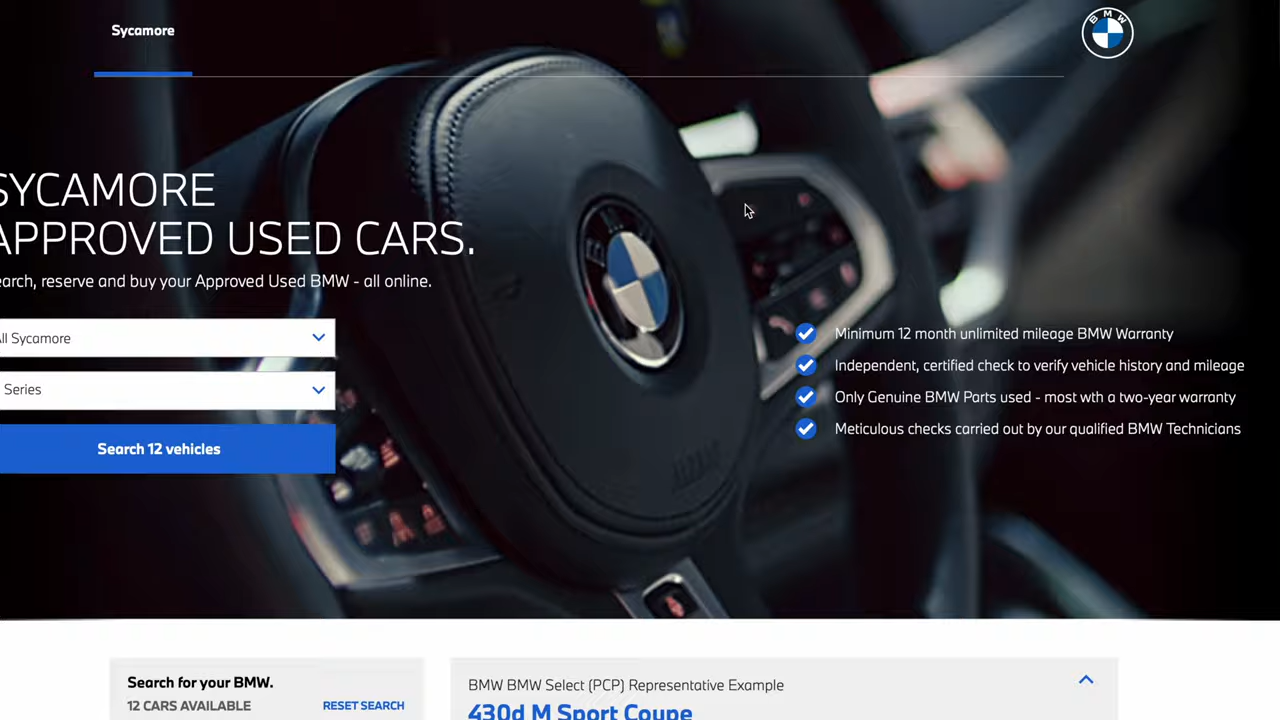 Sycamore
BMW
SYCAMORE
APPROVED USED CARS.
earch, reserve and buy your Approved Used BMW - all online.
ll Sycamore
Series
Search 12 vehicles
Minimum 12 month unlimited mileage BMW Warranty
Independent, certified check to verify vehicle history and mileage
Only Genuine BMW Parts used - most wth a two-year warranty
Meticulous checks carried out by our qualified BMW Technicians
Search for your BMW.
12 CARS AVAILABLE
RESET SEARCH
BMW BMW Select (PCP) Representative Example
430d M Sport Coupe